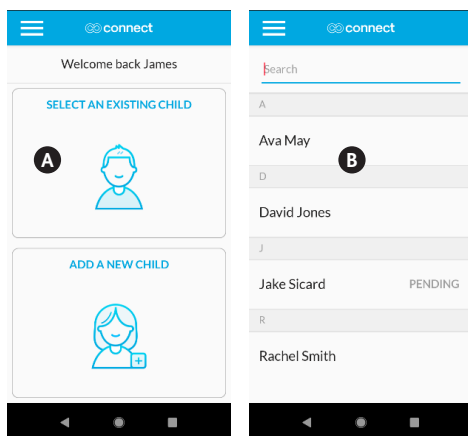 connect
Welcome back James
SELECT AN EXISTING CHILD
A
ADD A NEW CHILD
connect
Search
A
Ava May
B
D
David Jones
J
Jake Sicard PENDING
R
Rachel Smith